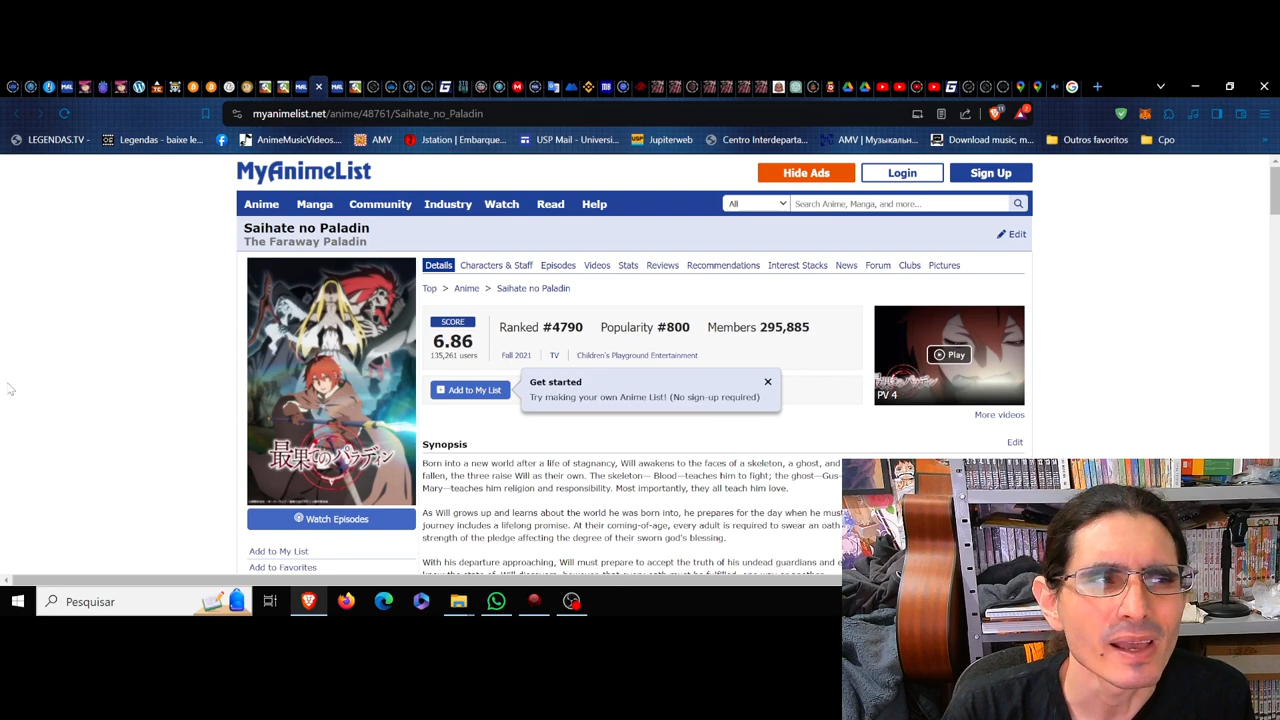 myanimelist.net/anime/48761/Saihate_no_Paladin
LEGENDAS.TV - Legendas - baixe le... AnimeMusicVideos.... AMV Jstation | Embarque... USP Mail - Universi... Jupiterweb Centro Interdeparta... AMV | Музыкальн... Download music, m... Outros favoritos Cpo
MyAnimeList
Hide Ads Login Sign Up
Anime Manga Community Industry Watch Read Help All Search Anime, Manga, and more...
Saihate no Paladin
The Faraway Paladin
Edit
Details Characters & Staff Episodes Videos Stats Reviews Recommendations Interest Stacks News Forum Clubs Pictures
Top > Anime > Saihate no Paladin
SCORE
6.86
135,261 users
Ranked #4790 Popularity #800 Members 295,885
Fall 2021 TV Children's Playground Entertainment
Play
PV 4
More videos
Add to My List
Get started
Try making your own Anime List! (No sign-up required)
最果てのパラディン
Synopsis
Edit
Born into a new world after a life of stagnancy, Will awakens to the faces of a skeleton, a ghost, and
fallen, the three raise Will as their own. The skeleton— Blood—teaches him to fight; the ghost—Gus—
Mary—teaches him religion and responsibility. Most importantly, they all teach him love.
As Will grows up and learns about the world he was born into, he prepares for the day when he must
journey includes a lifelong promise. At their coming-of-age, every adult is required to swear an oath
strength of the pledge affecting the degree of their sworn god's blessing.
With his departure approaching, Will must prepare to accept the truth of his undead guardians and
Watch Episodes
Add to My List
Add to Favorites
Pesquisar